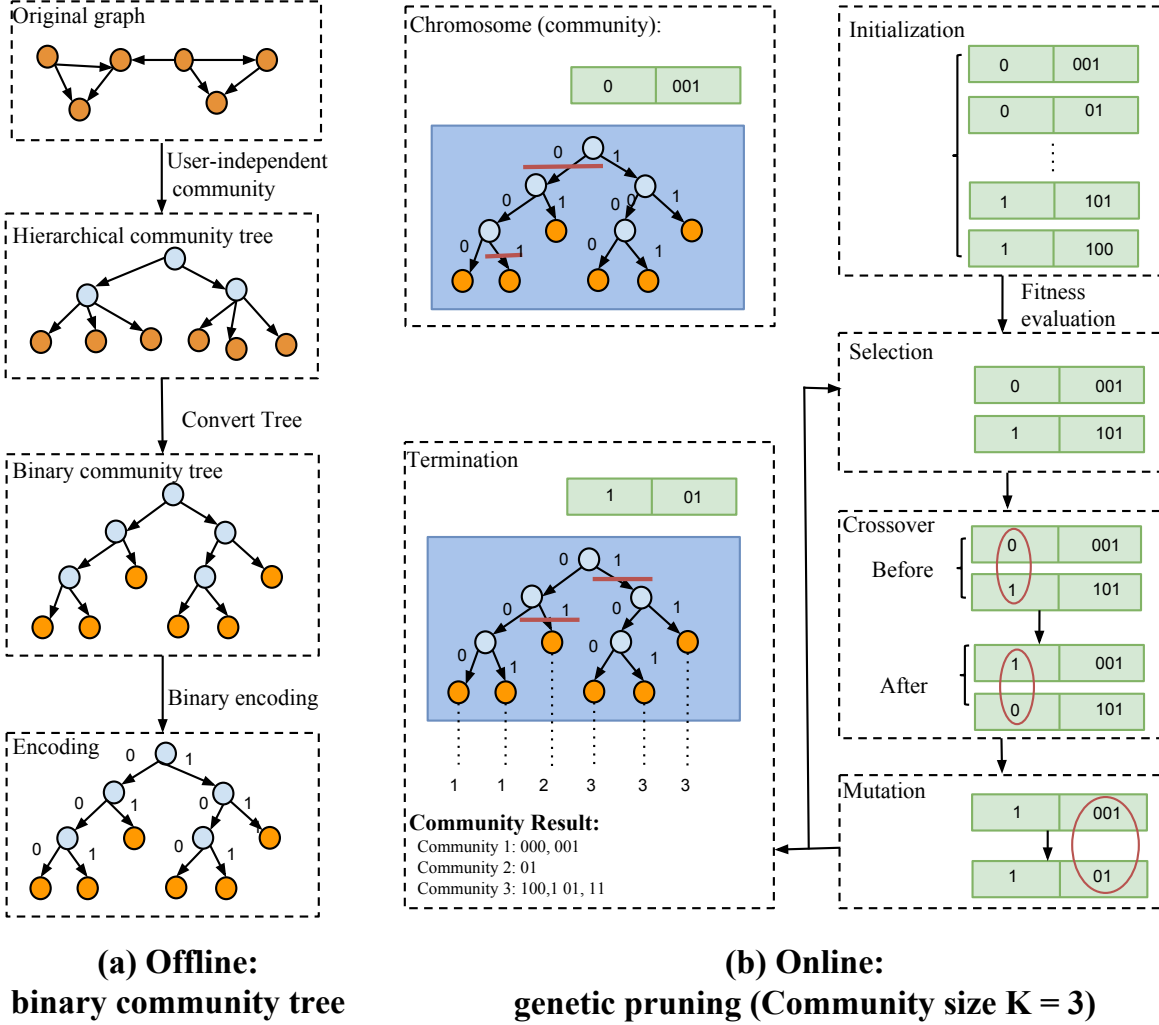 Original graph
User-independent
community
Hierarchical community tree
Convert Tree
Binary community tree
Binary encoding
Encoding
0
1
0
1
0
1
0
1
0
1
(a) Offline:
binary community tree
Chromosome (community):
0 001
0
1
0
1
0
0
1
0
1
0
1
Termination
1 01
0
1
0
1
0
1
0
1
0
1
1 1 2 3 3 3
Community Result:
Community 1: 000, 001
Community 2: 01
Community 3: 100,1 01, 11
Initialization
0 001
0 01
1 101
1 100
Fitness
evaluation
Selection
0 001
1 101
Crossover
Before
0 001
1 101
After
1 001
0 101
Mutation
1 001
1 01
(b) Online:
genetic pruning (Community size K = 3)